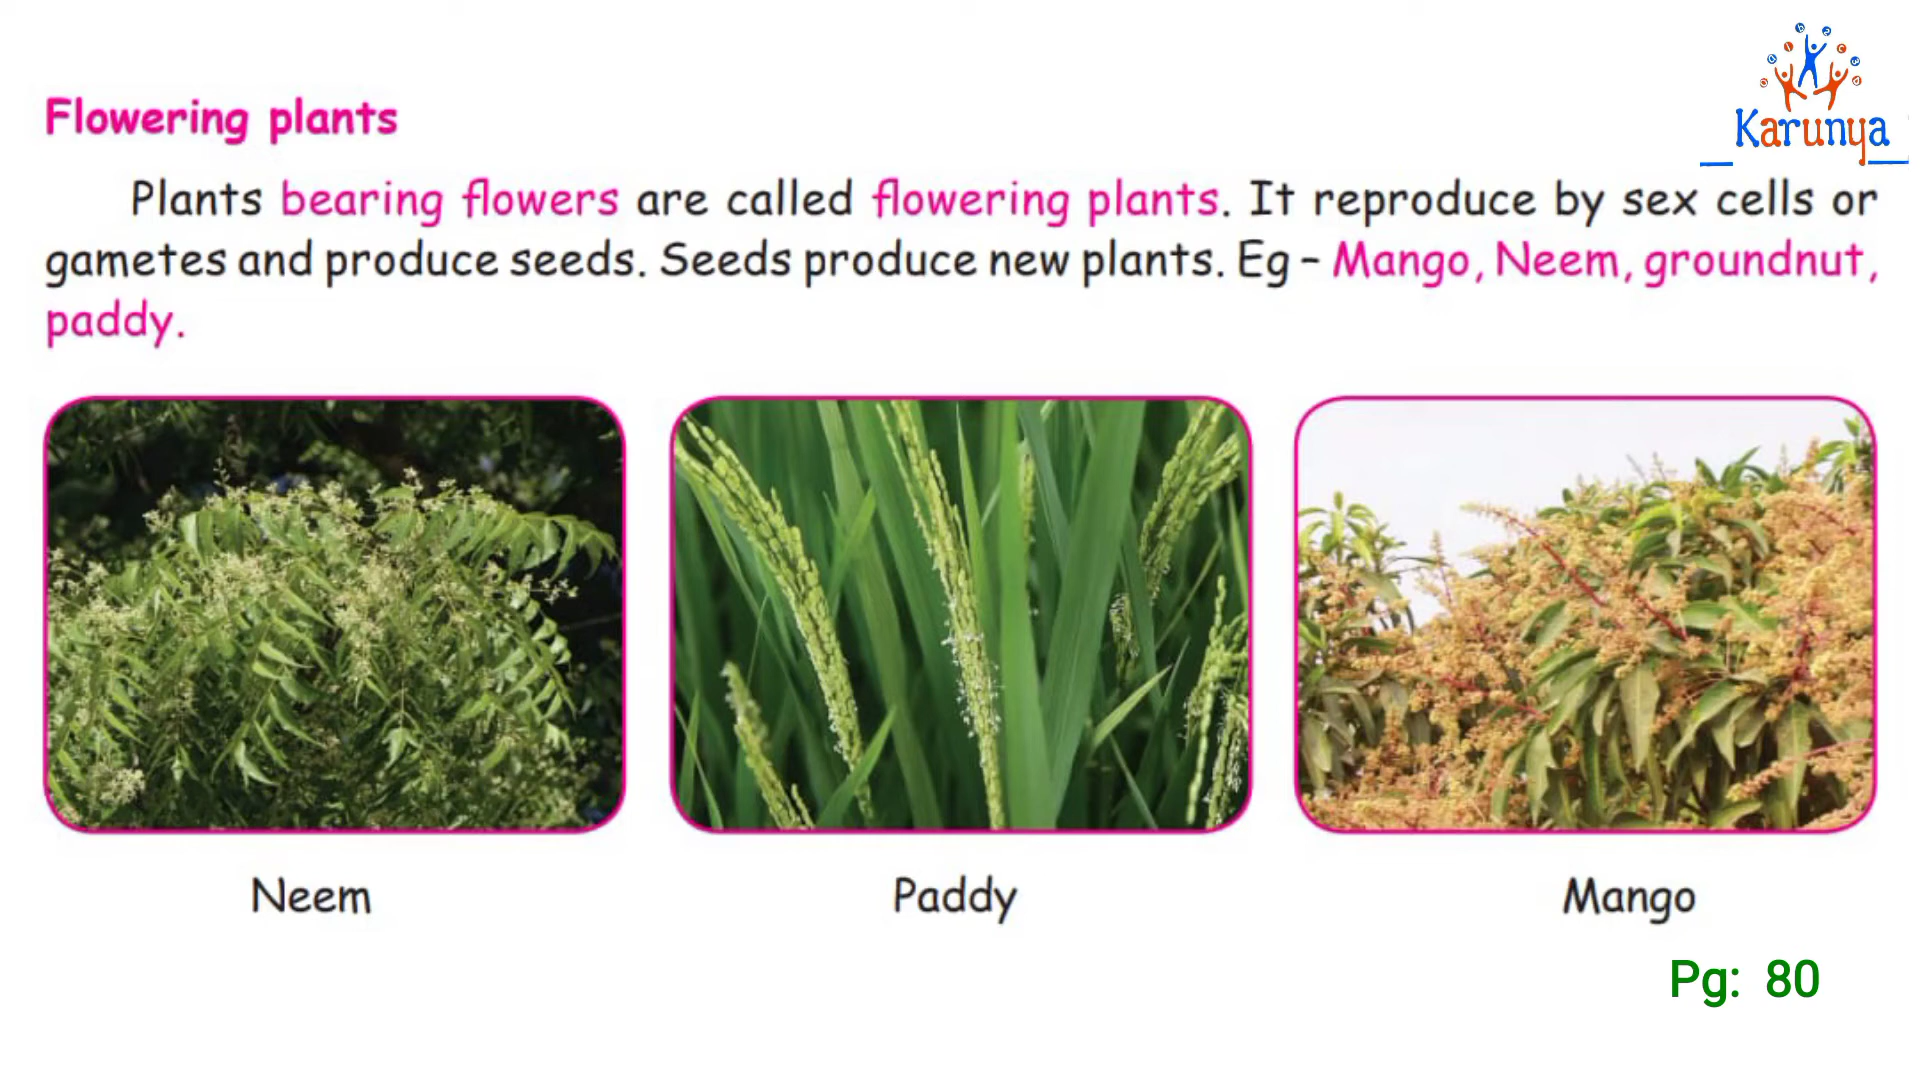 Karunya
Flowering plants
Plants bearing flowers are called flowering plants. It reproduce by sex cells or
gametes and produce seeds. Seeds produce new plants. Eg – Mango, Neem, groundnut,
paddy.
Neem
Paddy
Mango
Pg: 80